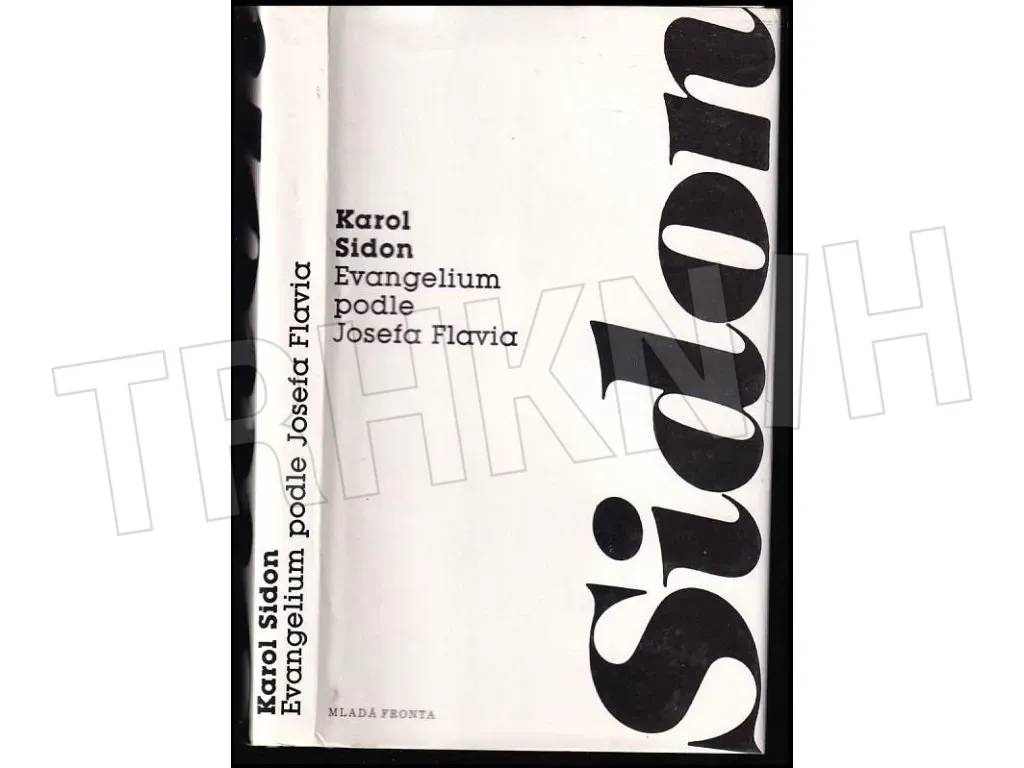 Karol Sidon
Evangelium podle Josefa Flavia
Karol
Sidon
Evangelium
podle
Josefa Flavia
MLADÁ FRONTA
Sidon
TRHKNIH